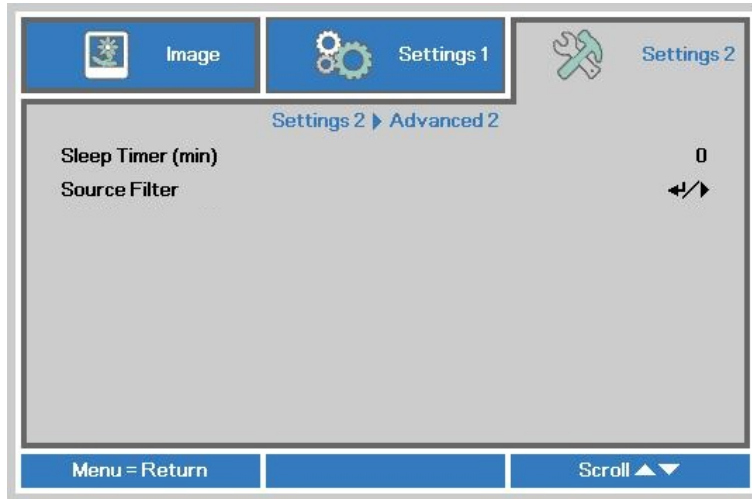 Image
Settings 1
Settings 2
Settings 2 ▶ Advanced 2
Sleep Timer (min) 0
Source Filter ↵/▶
Menu = Return
Scroll ▲▼